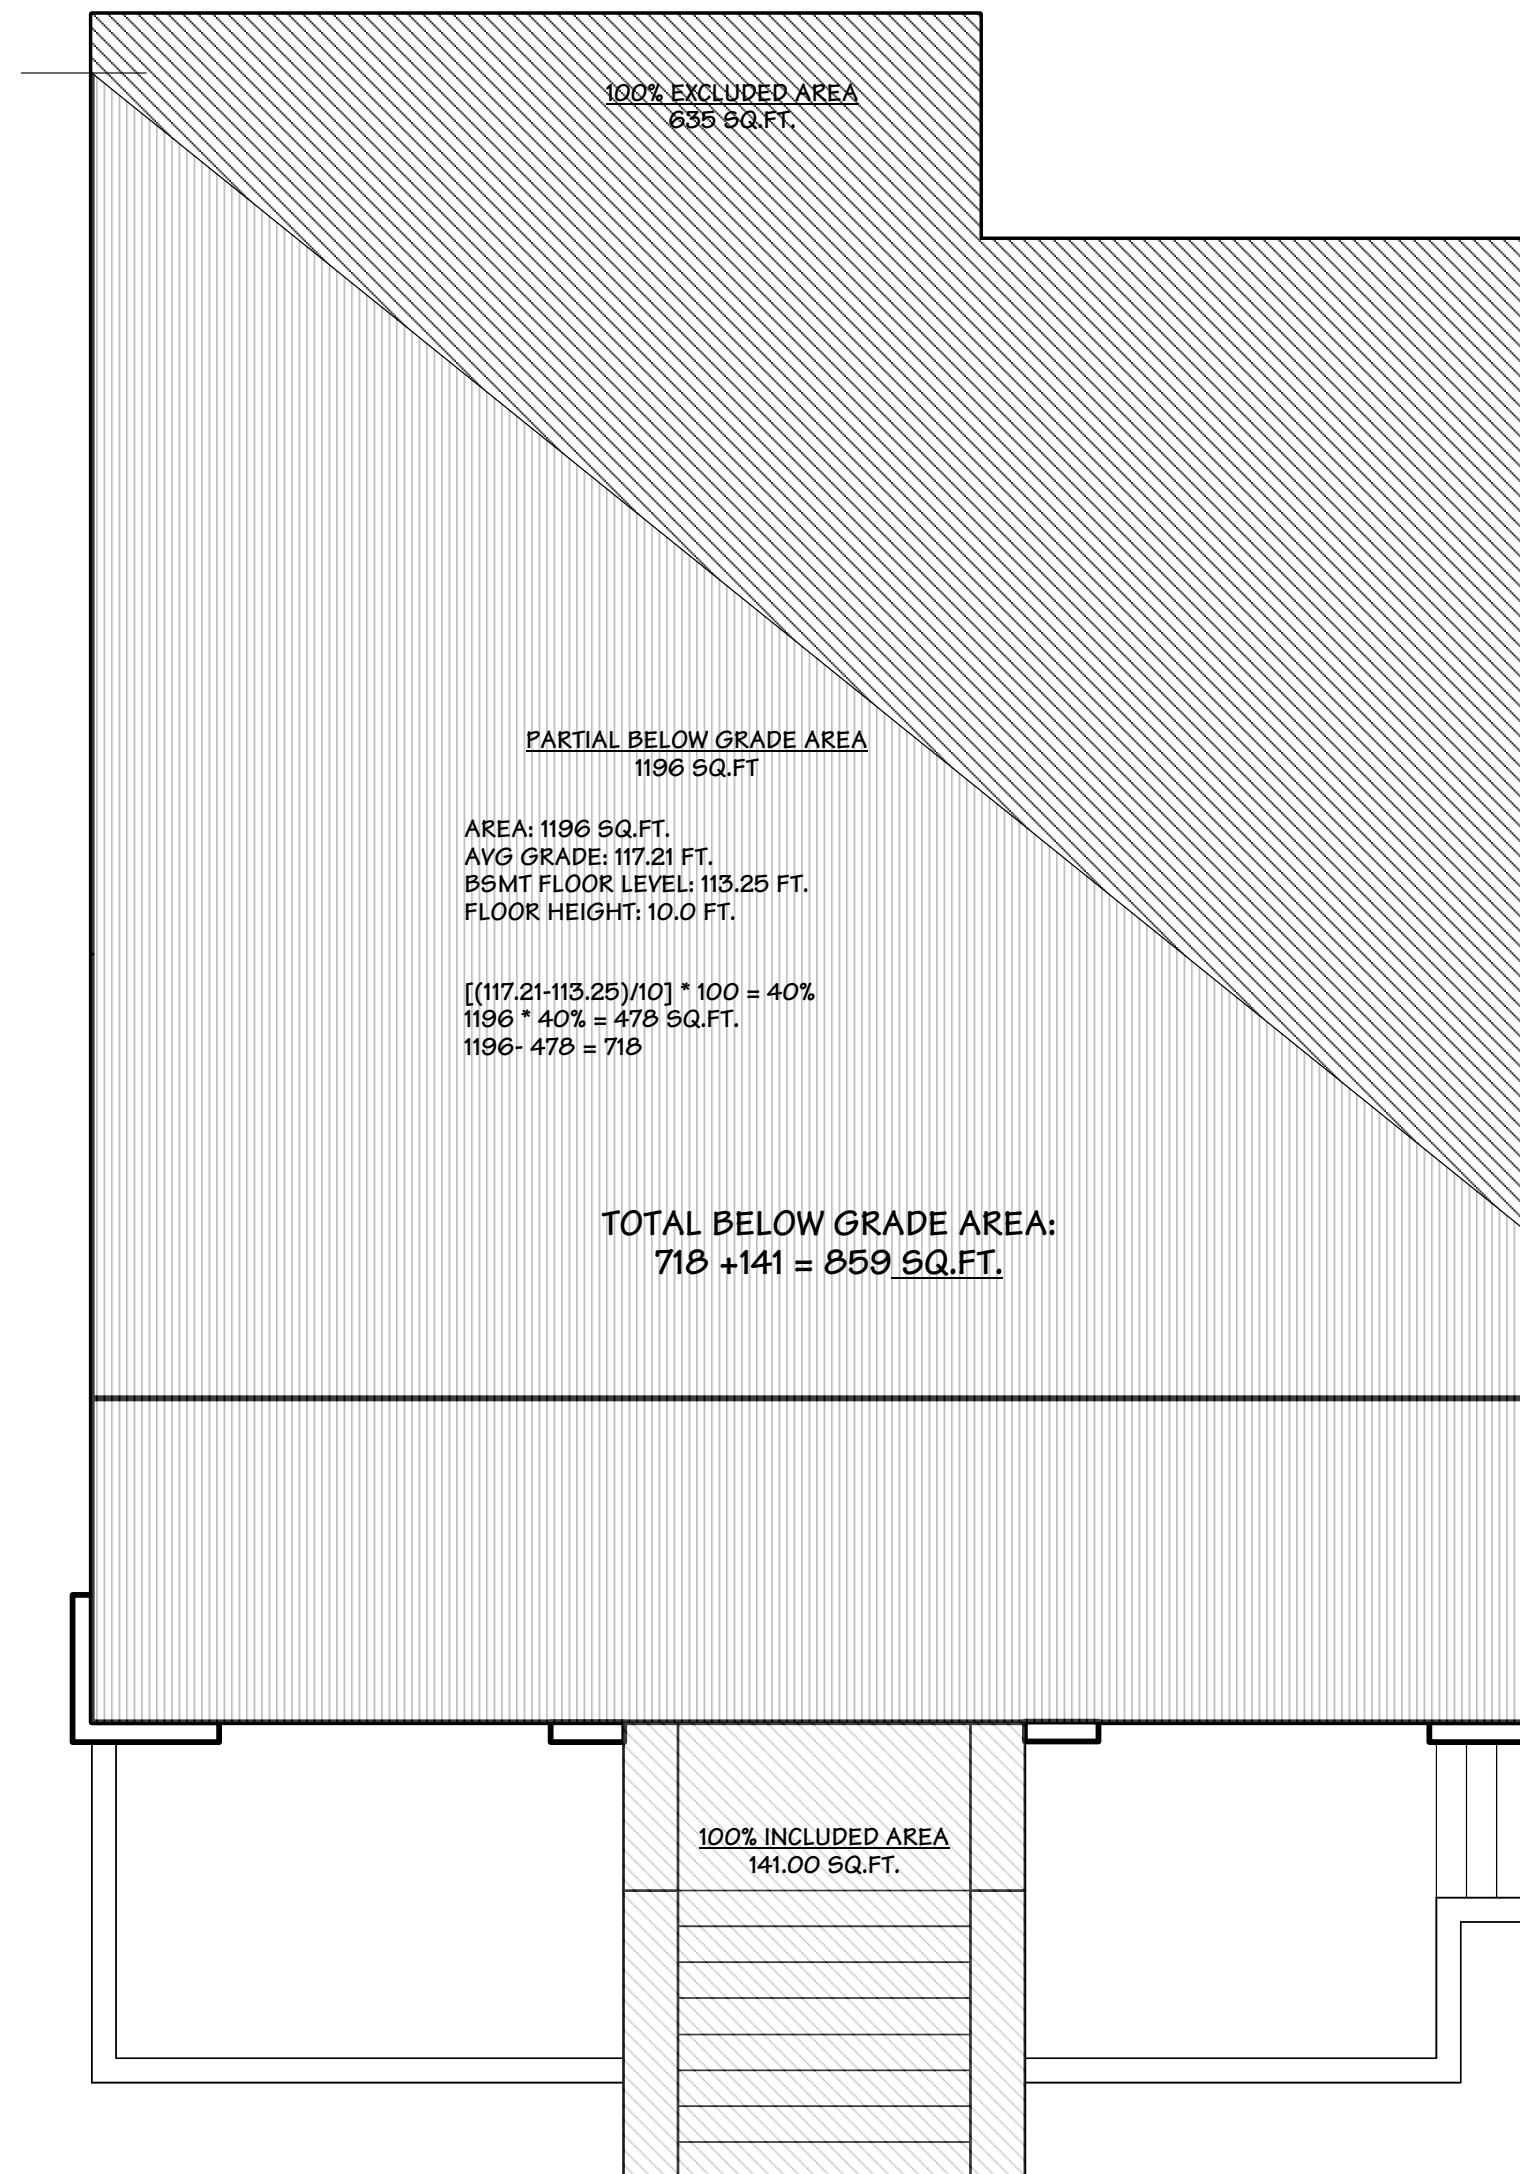 100% EXCLUDED AREA
635 SQ.FT.
PARTIAL BELOW GRADE AREA
1196 SQ.FT
AREA: 1196 SQ.FT.
AVG GRADE: 117.21 FT.
BSMT FLOOR LEVEL: 113.25 FT.
FLOOR HEIGHT: 10.0 FT.
[(117.21-113.25)/10] * 100 = 40%
1196 * 40% = 478 SQ.FT.
1196- 478 = 718
TOTAL BELOW GRADE AREA:
718 +141 = 859 SQ.FT.
100% INCLUDED AREA
141.00 SQ.FT.